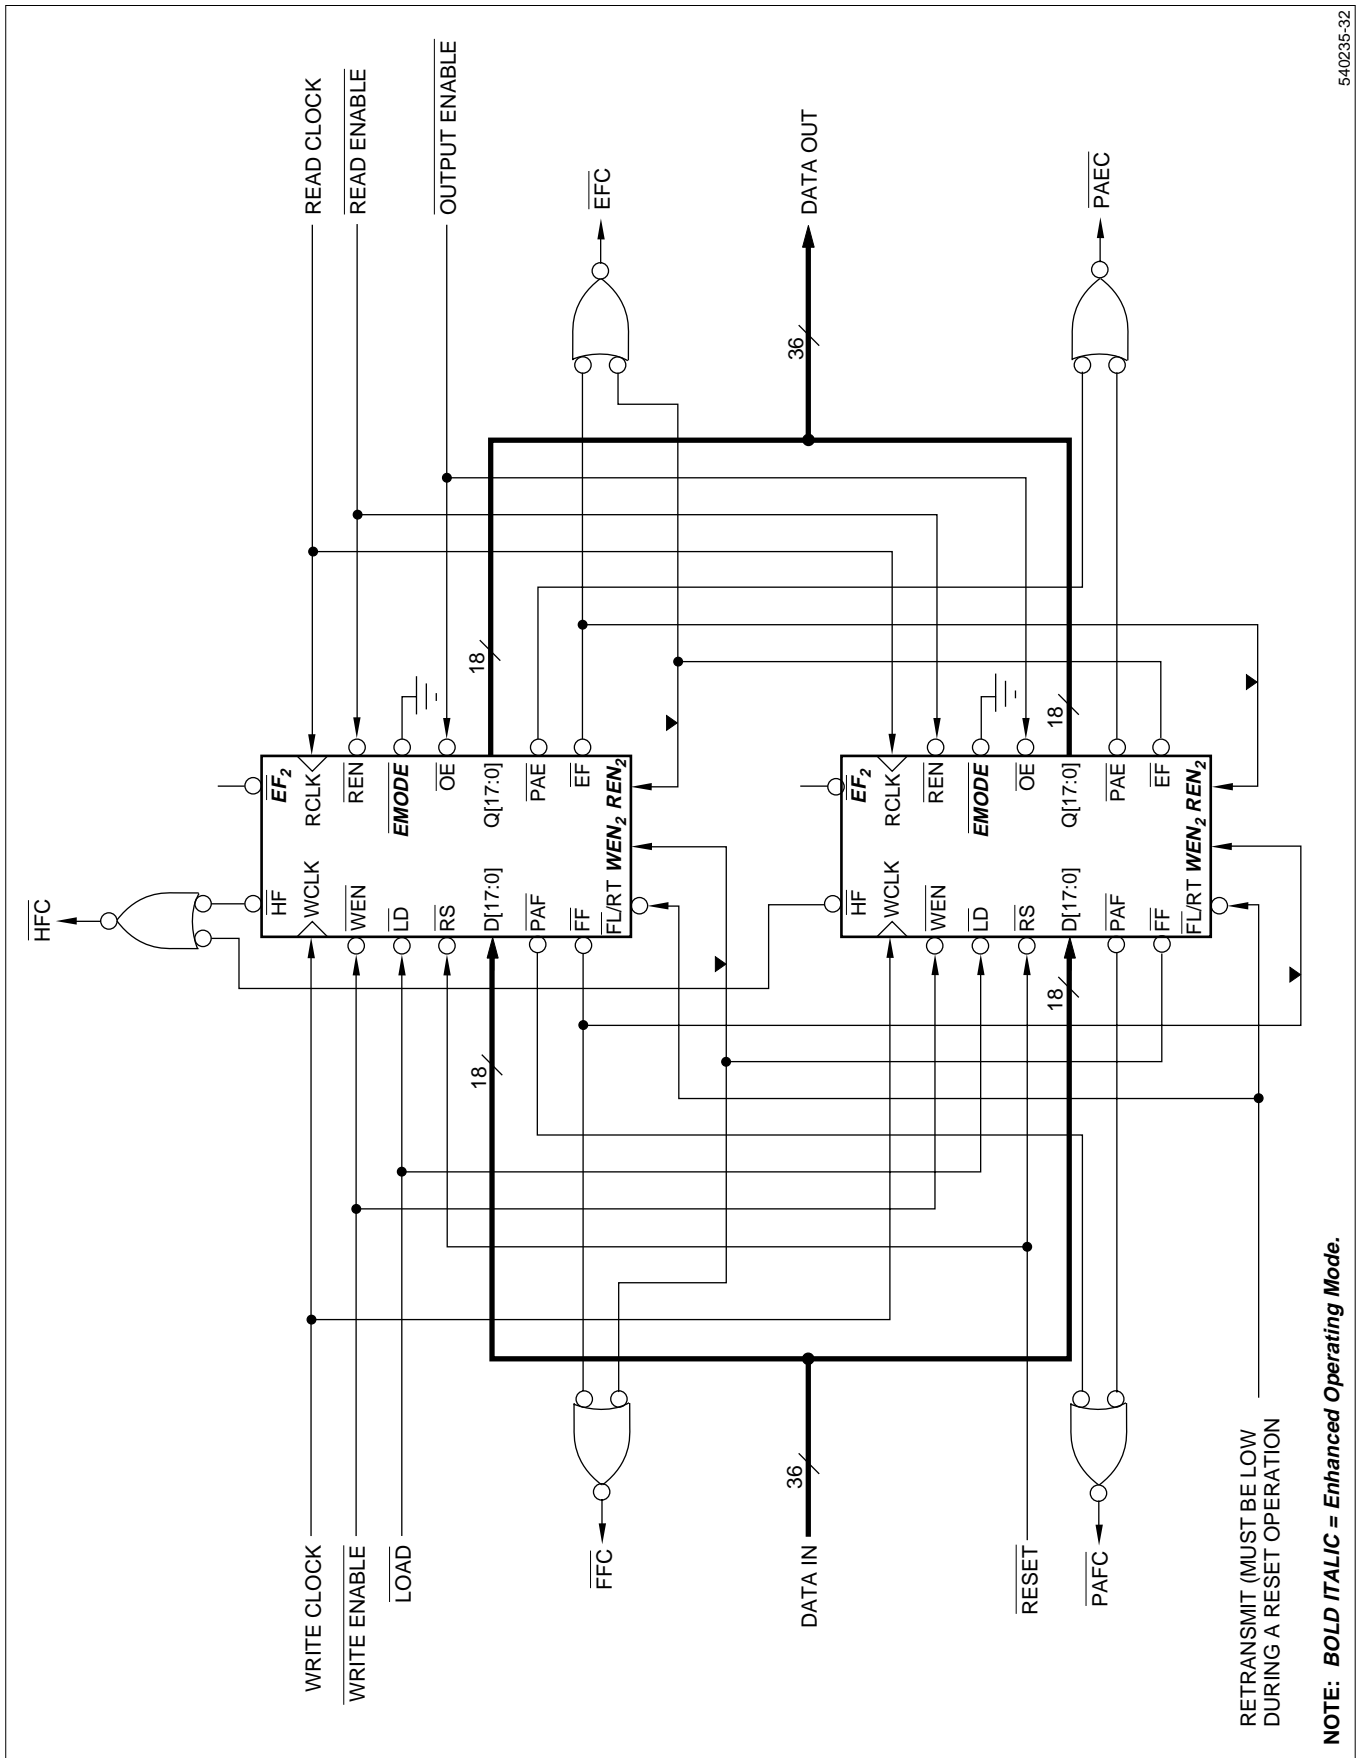 540235-32
READ CLOCK
READ ENABLE
OUTPUT ENABLE
EFC
DATA OUT
PAEC
36
36
HFC
FFC
PAFC
18
18
18
18
EF2
RCLK
REN
EMODE
OE
Q[17:0]
PAE
EF
HF
WCLK
WEN
LD
RS
D[17:0]
PAF
FF
FL/RT WEN2 REN2
EF2
RCLK
REN
EMODE
OE
Q[17:0]
PAE
EF
HF
WCLK
WEN
LD
RS
D[17:0]
PAF
FF
FL/RT WEN2 REN2
WRITE CLOCK
WRITE ENABLE
LOAD
DATA IN
RESET
RETRANSMIT (MUST BE LOW
DURING A RESET OPERATION
NOTE: BOLD ITALIC = Enhanced Operating Mode.